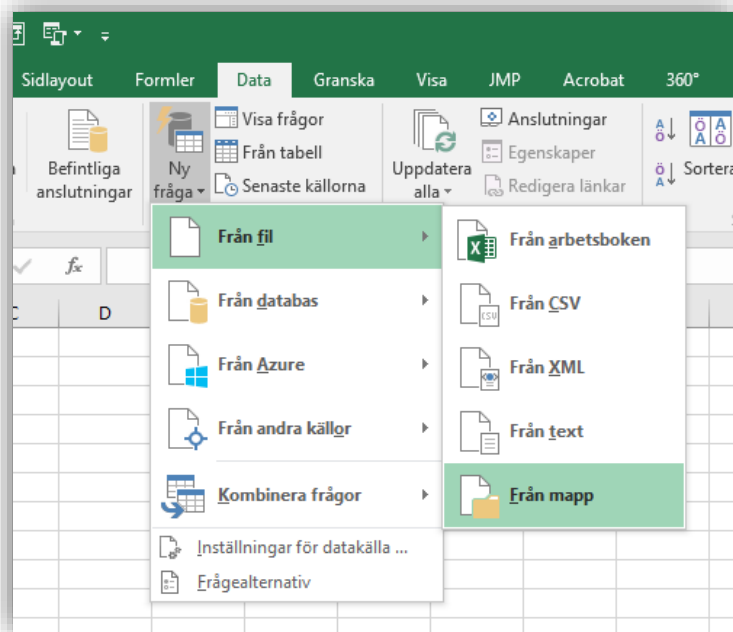 Sidlayout Formler Data Granska Visa JMP Acrobat 360°
Befintliga
anslutningar
Ny
fråga
Visa frågor
Från tabell
Senaste källorna
Uppdatera
alla
Anslutningar
Egenskaper
Redigera länkar
Sortera
fx
D
Från fil
Från databas
Från Azure
Från andra källor
Kombinera frågor
Inställningar för datakälla ...
Frågealternativ
Från arbetsboken
Från CSV
Från XML
Från text
Från mapp